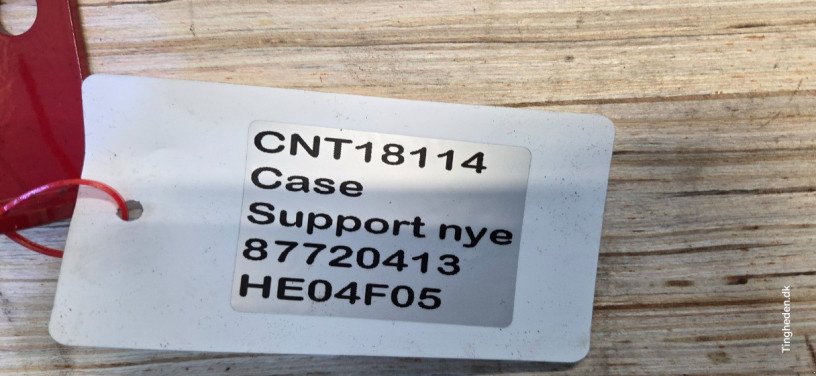 CNT18114
Case
Support nye
87720413
HE04F05
Tingheden.dk